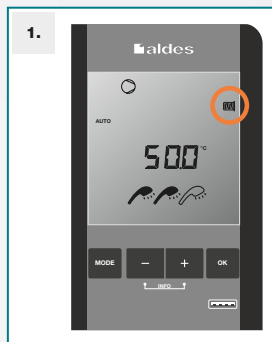 1.
aldes
AUTO
50.0 °C
MODE
–
+
OK
INFO